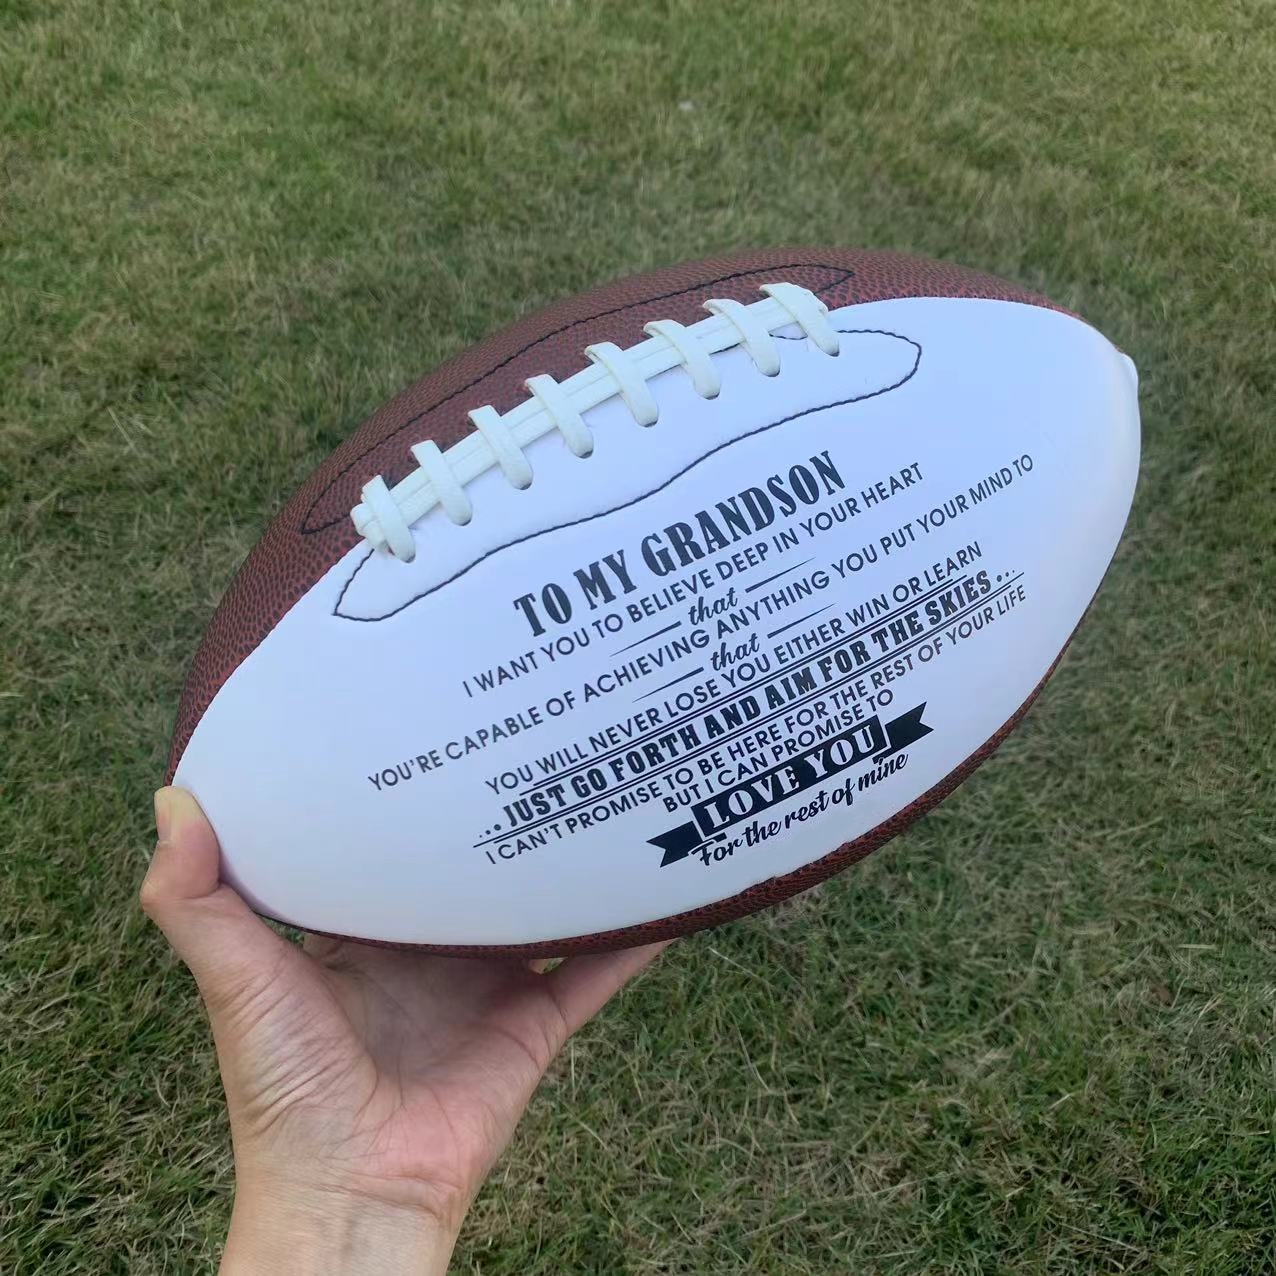 TO MY GRANDSON
I WANT YOU TO BELIEVE DEEP IN YOUR HEART
that
YOU'RE CAPABLE OF ACHIEVING ANYTHING YOU PUT YOUR MIND TO
that
YOU WILL NEVER LOSE YOU EITHER WIN OR LEARN
...JUST GO FORTH AND AIM FOR THE SKIES...
I CAN'T PROMISE TO BE HERE FOR THE REST OF YOUR LIFE
BUT I CAN PROMISE TO
LOVE YOU
For the rest of mine